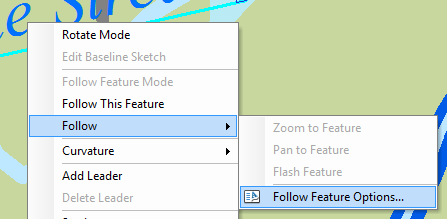 e Stre
Rotate Mode
Edit Baseline Sketch
Follow Feature Mode
Follow This Feature
Follow
Zoom to Feature
Curvature
Pan to Feature
Add Leader
Flash Feature
Delete Leader
Follow Feature Options...